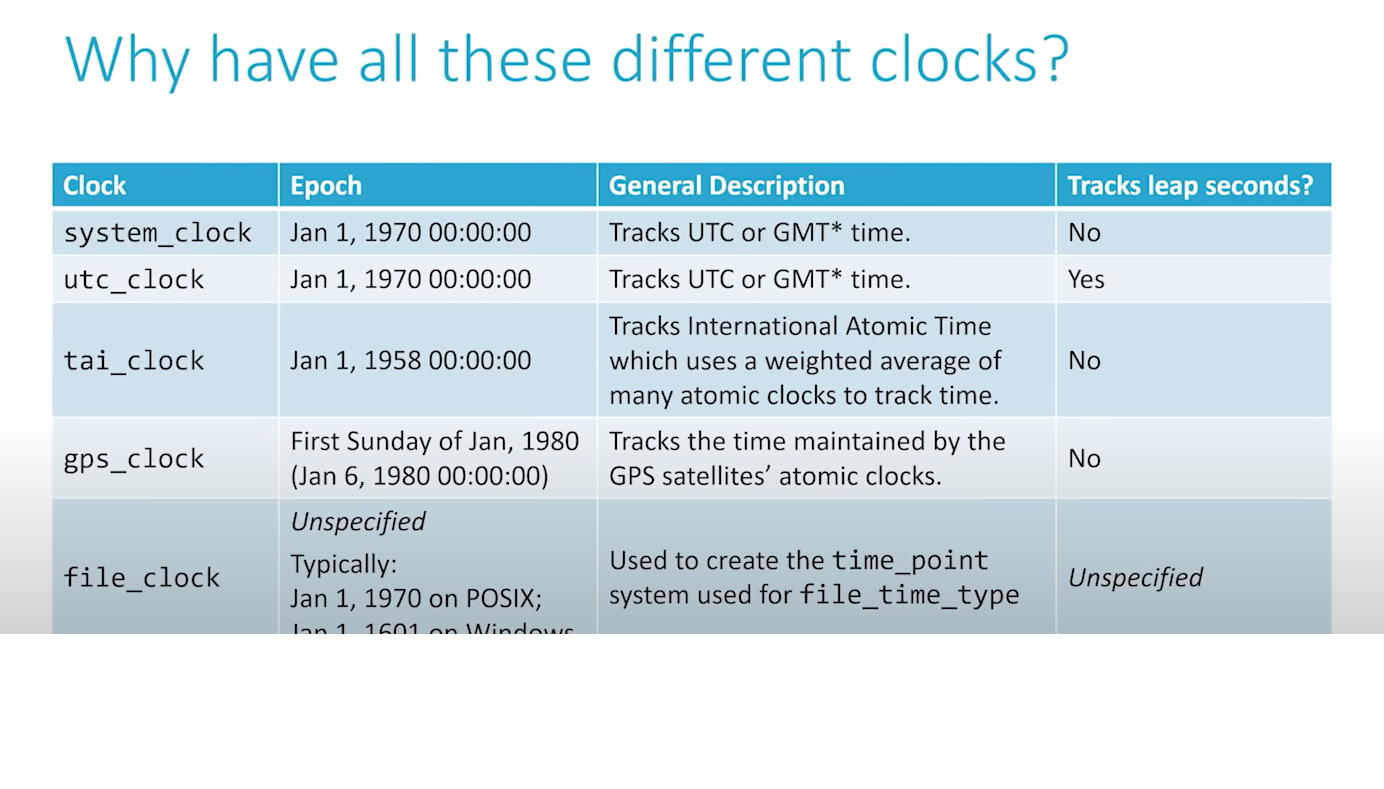 Why have all these different clocks?
Clock Epoch General Description Tracks leap seconds?
system_clock Jan 1, 1970 00:00:00 Tracks UTC or GMT* time. No
utc_clock Jan 1, 1970 00:00:00 Tracks UTC or GMT* time. Yes
tai_clock Jan 1, 1958 00:00:00 Tracks International Atomic Time
which uses a weighted average of
many atomic clocks to track time. No
gps_clock First Sunday of Jan, 1980
(Jan 6, 1980 00:00:00) Tracks the time maintained by the
GPS satellites’ atomic clocks. No
file_clock Unspecified
Typically:
Jan 1, 1970 on POSIX;
Jan 1, 1601 on Windows
Used to create the time_point
system used for file_time_type Unspecified